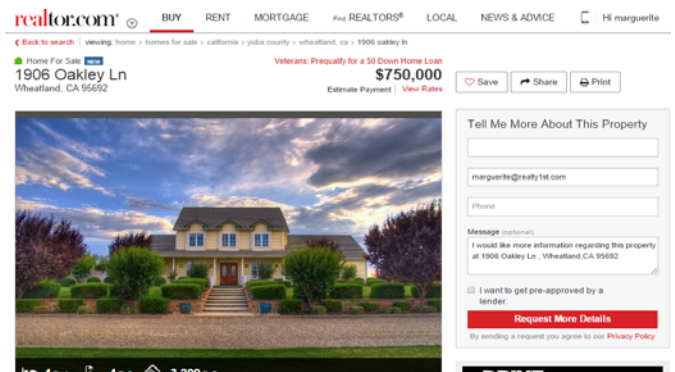 realtor.com® BUY RENT MORTGAGE Find REALTORS® LOCAL NEWS & ADVICE Hi marguerite
Back to search viewing: home > homes for sale > california > yuba county > wheatland, ca > 1906 oakley ln
Home For Sale NEW
1906 Oakley Ln
Wheatland, CA 95692
Veterans: Prequalify for a $0 Down Home Loan
$750,000
Estimate Payment | View Rates
Save Share Print
Tell Me More About This Property
marguerite@realty1st.com
Phone
Message (optional)
I would like more information regarding this property
at 1906 Oakley Ln , Wheatland,CA 95692
I want to get pre-approved by a
lender.
Request More Details
By sending a request you agree to our Privacy Policy